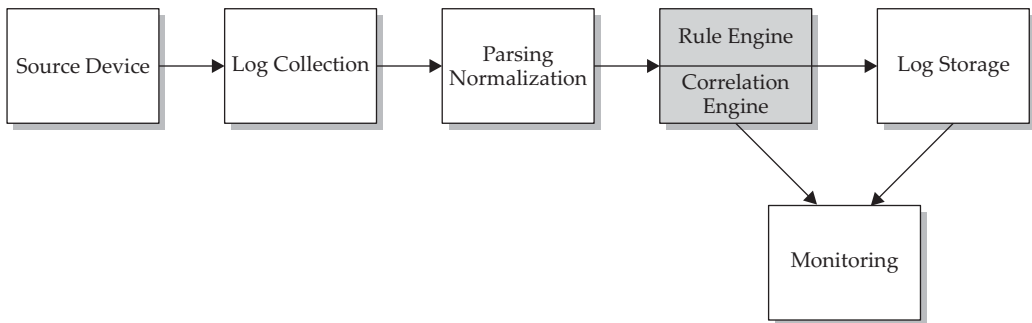 Source Device
Log Collection
Parsing
Normalization
Rule Engine
Correlation
Engine
Log Storage
Monitoring